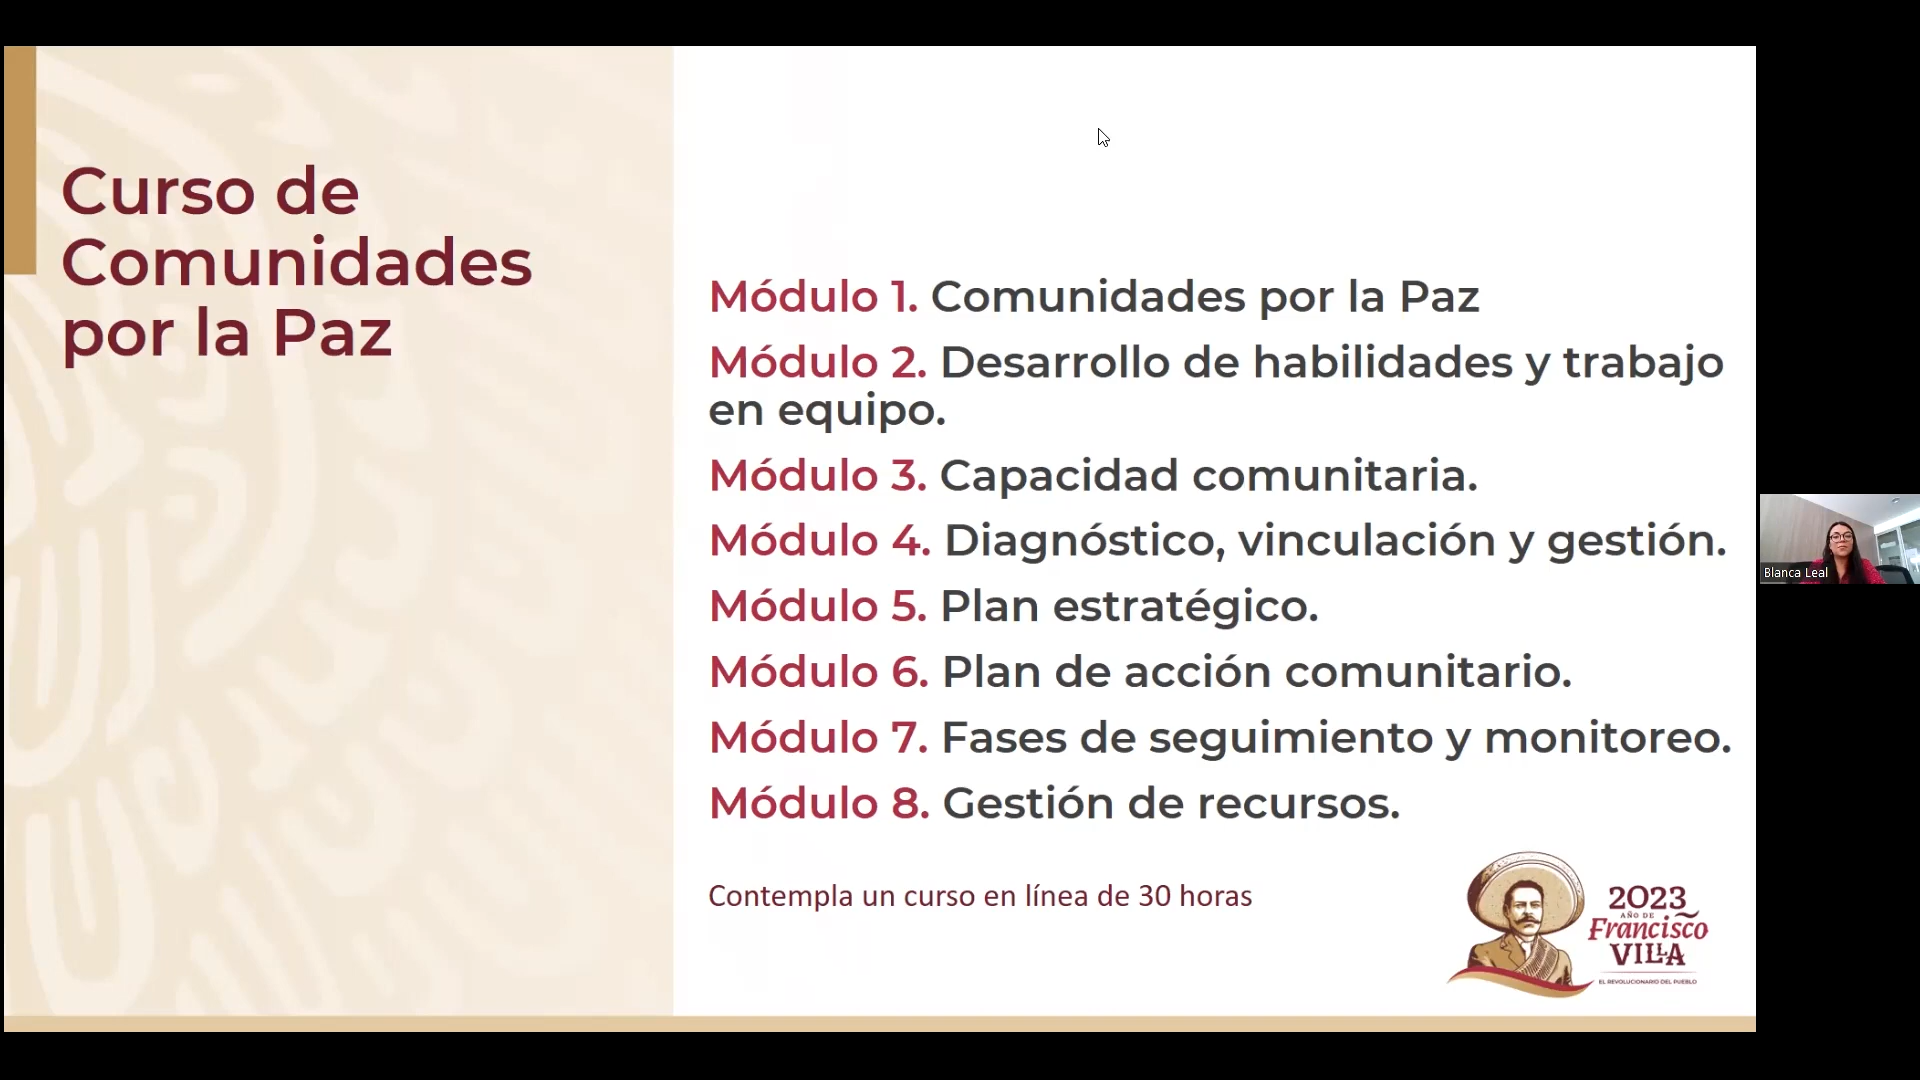 Curso de
Comunidades
por la Paz
Módulo 1. Comunidades por la Paz
Módulo 2. Desarrollo de habilidades y trabajo
en equipo.
Módulo 3. Capacidad comunitaria.
Módulo 4. Diagnóstico, vinculación y gestión.
Módulo 5. Plan estratégico.
Módulo 6. Plan de acción comunitario.
Módulo 7. Fases de seguimiento y monitoreo.
Módulo 8. Gestión de recursos.
Contempla un curso en línea de 30 horas
2023
AÑO DE
Francisco
VILLA
EL REVOLUCIONARIO DEL PUEBLO
Blanca Leal